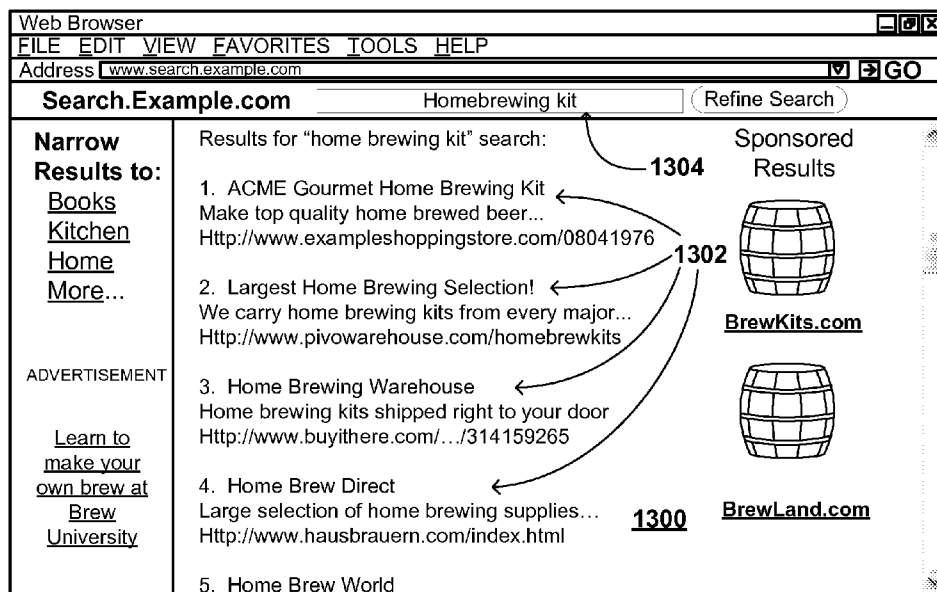 Web Browser
FILE EDIT VIEW FAVORITES TOOLS HELP
Address www.search.example.com GO
Search.Example.com Homebrewing kit Refine Search
Narrow
Results to:
Books
Kitchen
Home
More...
ADVERTISEMENT
Learn to
make your
own brew at
Brew
University
Results for “home brewing kit” search:
1304
1. ACME Gourmet Home Brewing Kit
Make top quality home brewed beer...
Http://www.exampleshoppingstore.com/08041976
1302
2. Largest Home Brewing Selection!
We carry home brewing kits from every major...
Http://www.pivowarehouse.com/homebrewkits
3. Home Brewing Warehouse
Home brewing kits shipped right to your door
Http://www.buyithere.com/…/314159265
4. Home Brew Direct
Large selection of home brewing supplies…
Http://www.hausbrauern.com/index.html
1300
5. Home Brew World
Sponsored
Results
BrewKits.com
BrewLand.com